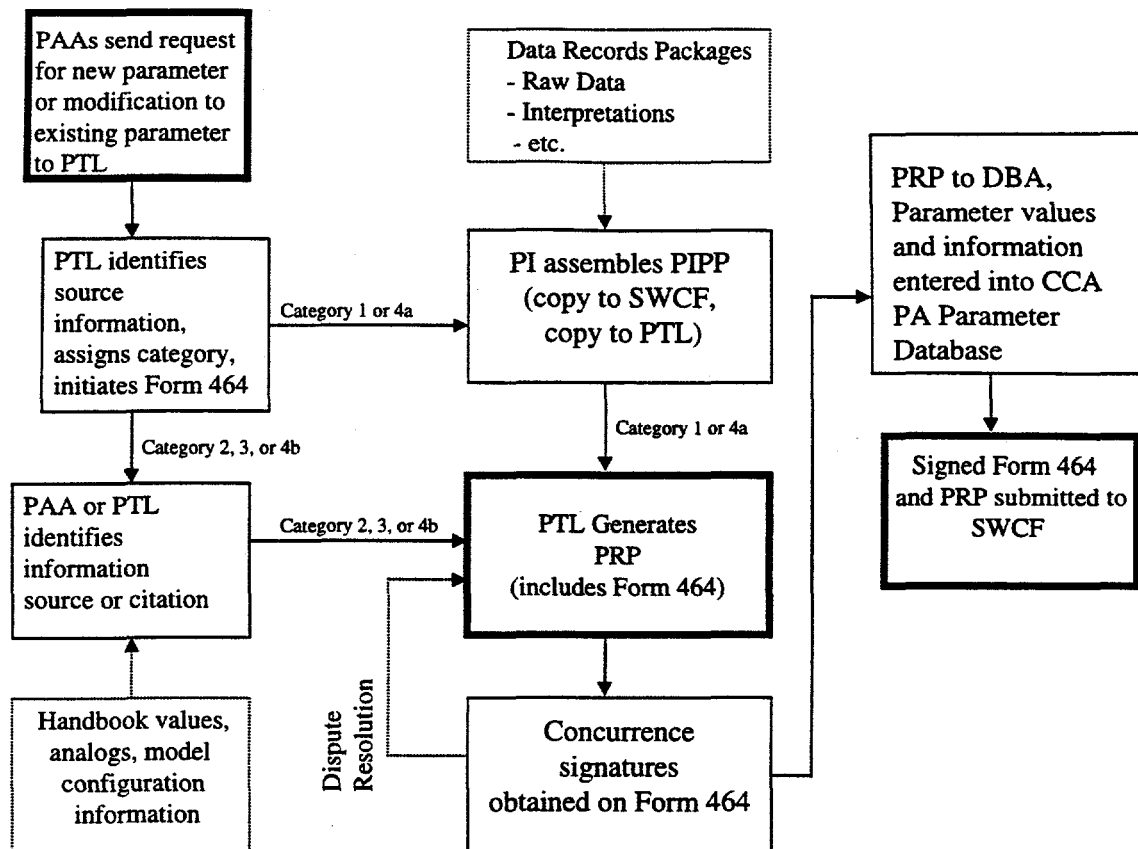 PAAs send request
for new parameter
or modification to
existing parameter
to PTL
Data Records Packages
- Raw Data
- Interpretations
- etc.
PTL identifies
source
information,
assigns category,
initiates Form 464
Category 1 or 4a
PI assembles PIPP
(copy to SWCF,
copy to PTL)
PRP to DBA,
Parameter values
and information
entered into CCA
PA Parameter
Database
Category 2, 3, or 4b
Category 1 or 4a
PAA or PTL
identifies
information
source or citation
Category 2, 3, or 4b
PTL Generates
PRP
(includes Form 464)
Signed Form 464
and PRP submitted to
SWCF
Handbook values,
analogs, model
configuration
information
Dispute
Resolution
Concurrence
signatures
obtained on Form 464